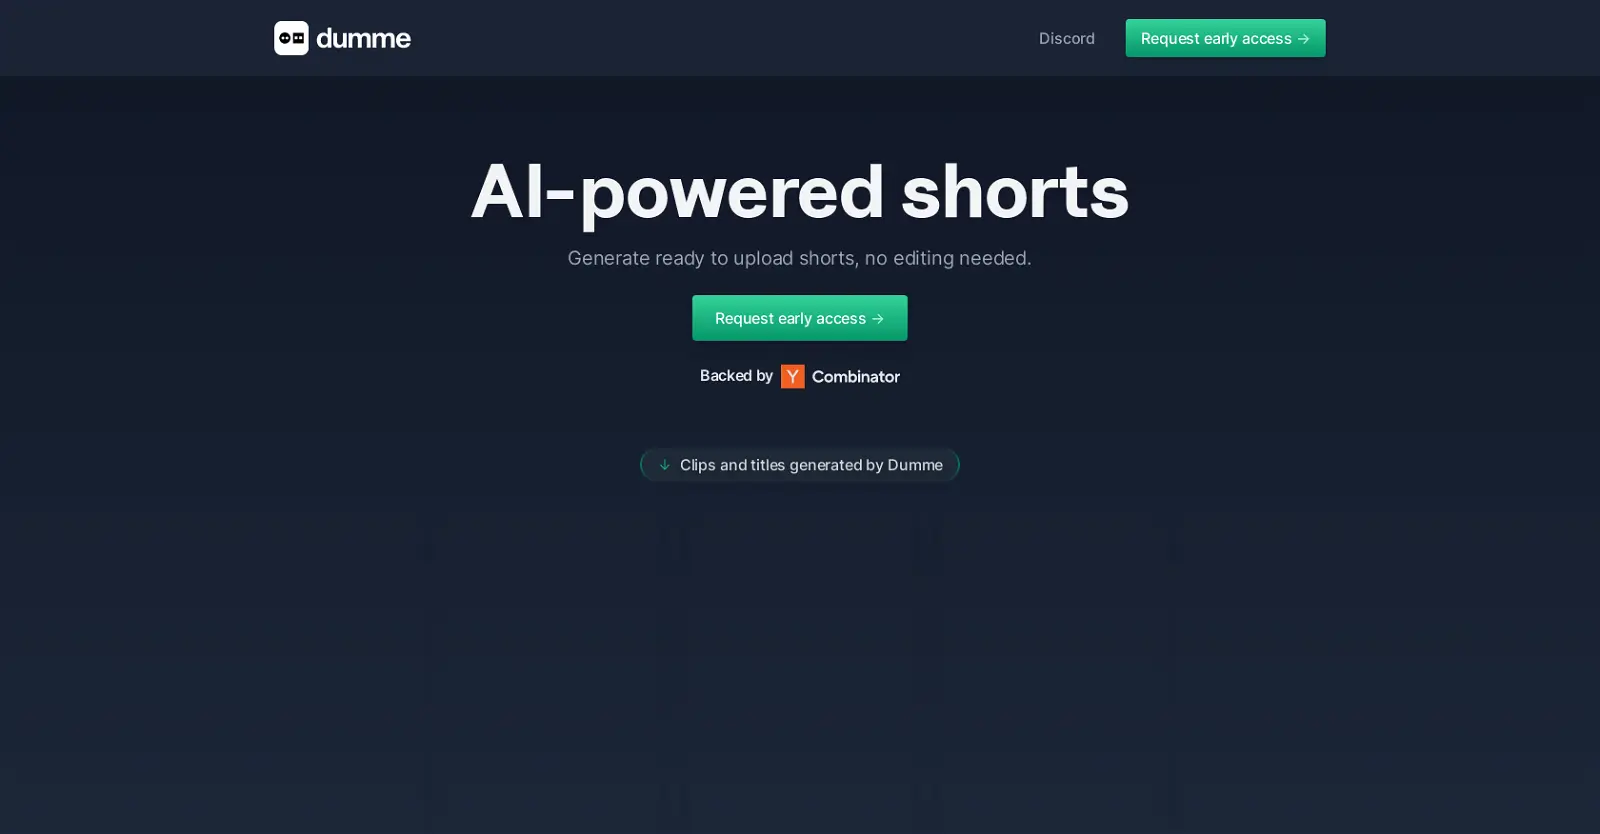 dumme
Discord
Request early access →
AI-powered shorts
Generate ready to upload shorts, no editing needed.
Request early access →
Backed by Y Combinator
↓ Clips and titles generated by Dumme